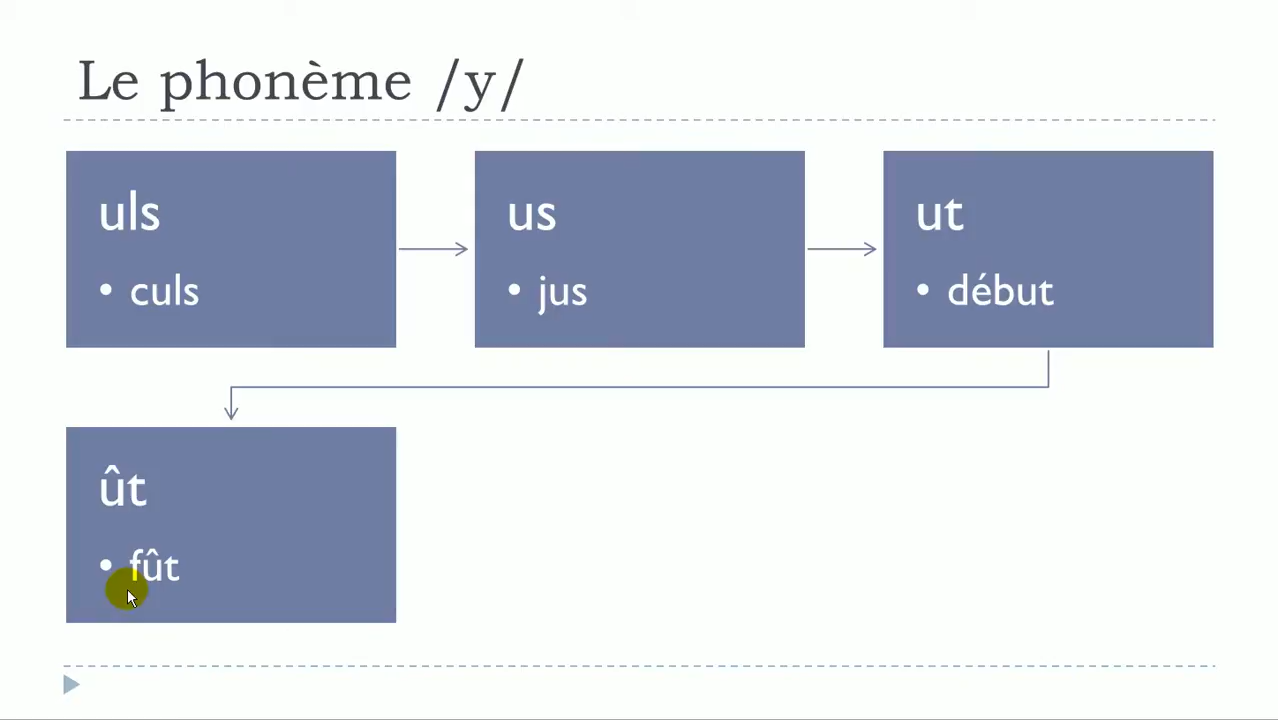 Le phonème /y/
uls
• culs
us
• jus
ut
• début
ût
• fût